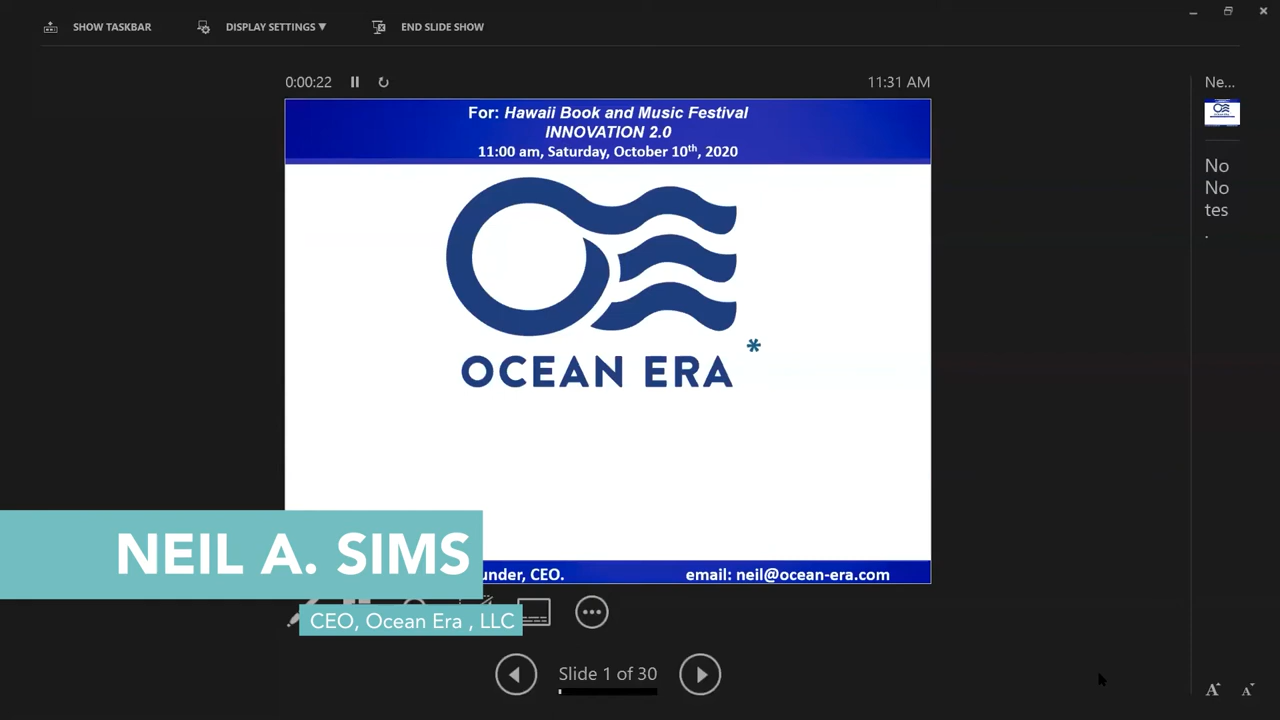 SHOW TASKBAR
DISPLAY SETTINGS ▼
END SLIDE SHOW
0:00:22
11:31 AM
Ne...
For: Hawaii Book and Music Festival
INNOVATION 2.0
11:00 am, Saturday, October 10th, 2020
OE
OCEAN ERA *
No
No
tes
.
NEIL A. SIMS
under, CEO.
email: neil@ocean-era.com
CEO, Ocean Era , LLC
Slide 1 of 30
A A